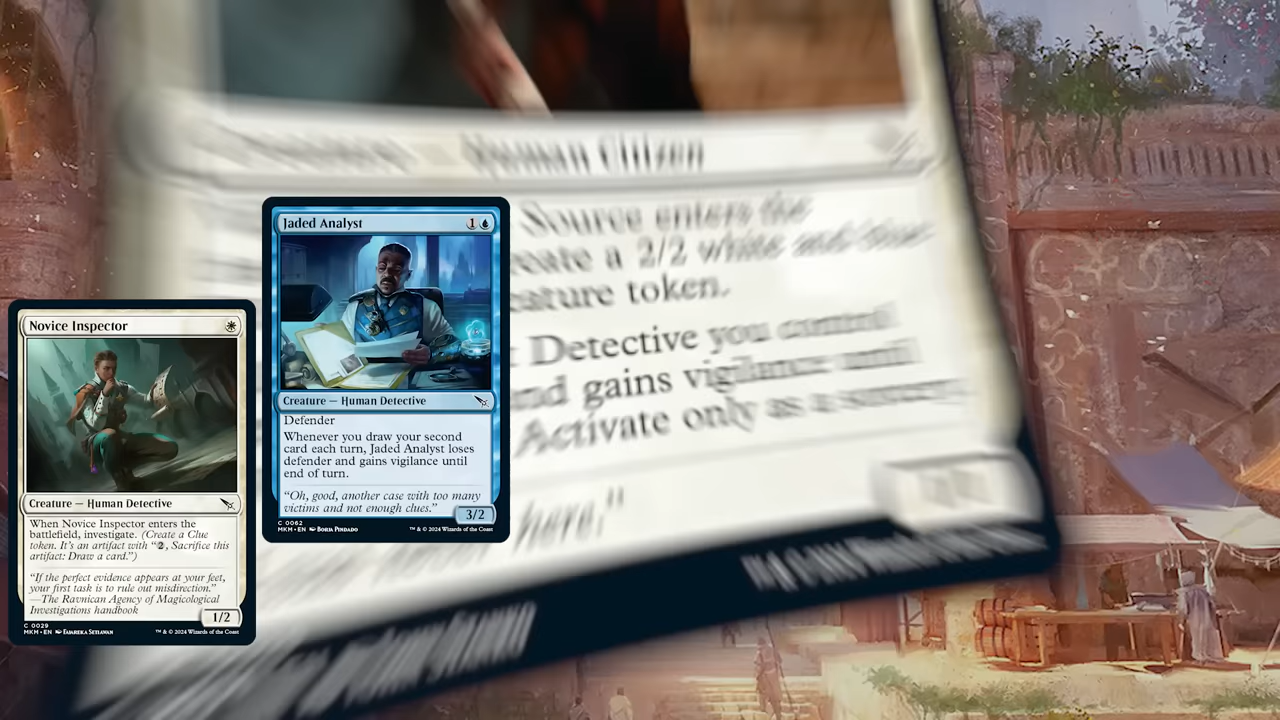 Novice Inspector
Creature — Human Detective
When Novice Inspector enters the
battlefield, investigate. (Create a Clue
token. It's an artifact with “2, Sacrifice this
artifact: Draw a card.”)
“If the perfect evidence appears at your feet,
your first task is to rule out misdirection.”
—The Ravnican Agency of Magicological
Investigations handbook
1/2
C 0029
MKM • EN Fajareka Setiawan
™ & © 2024 Wizards of the Coast
Jaded Analyst
1
Creature — Human Detective
Defender
Whenever you draw your second
card each turn, Jaded Analyst loses
defender and gains vigilance until
end of turn.
“Oh, good, another case with too many
victims and not enough clues.”
3/2
C 0062
MKM • EN Borja Pindado
™ & © 2024 Wizards of the Coast
Human Citizen
Source enters the
a 2/2 white and blue
token.
Detective you control
gains vigilance until
Activate only as a sorcery.
here."